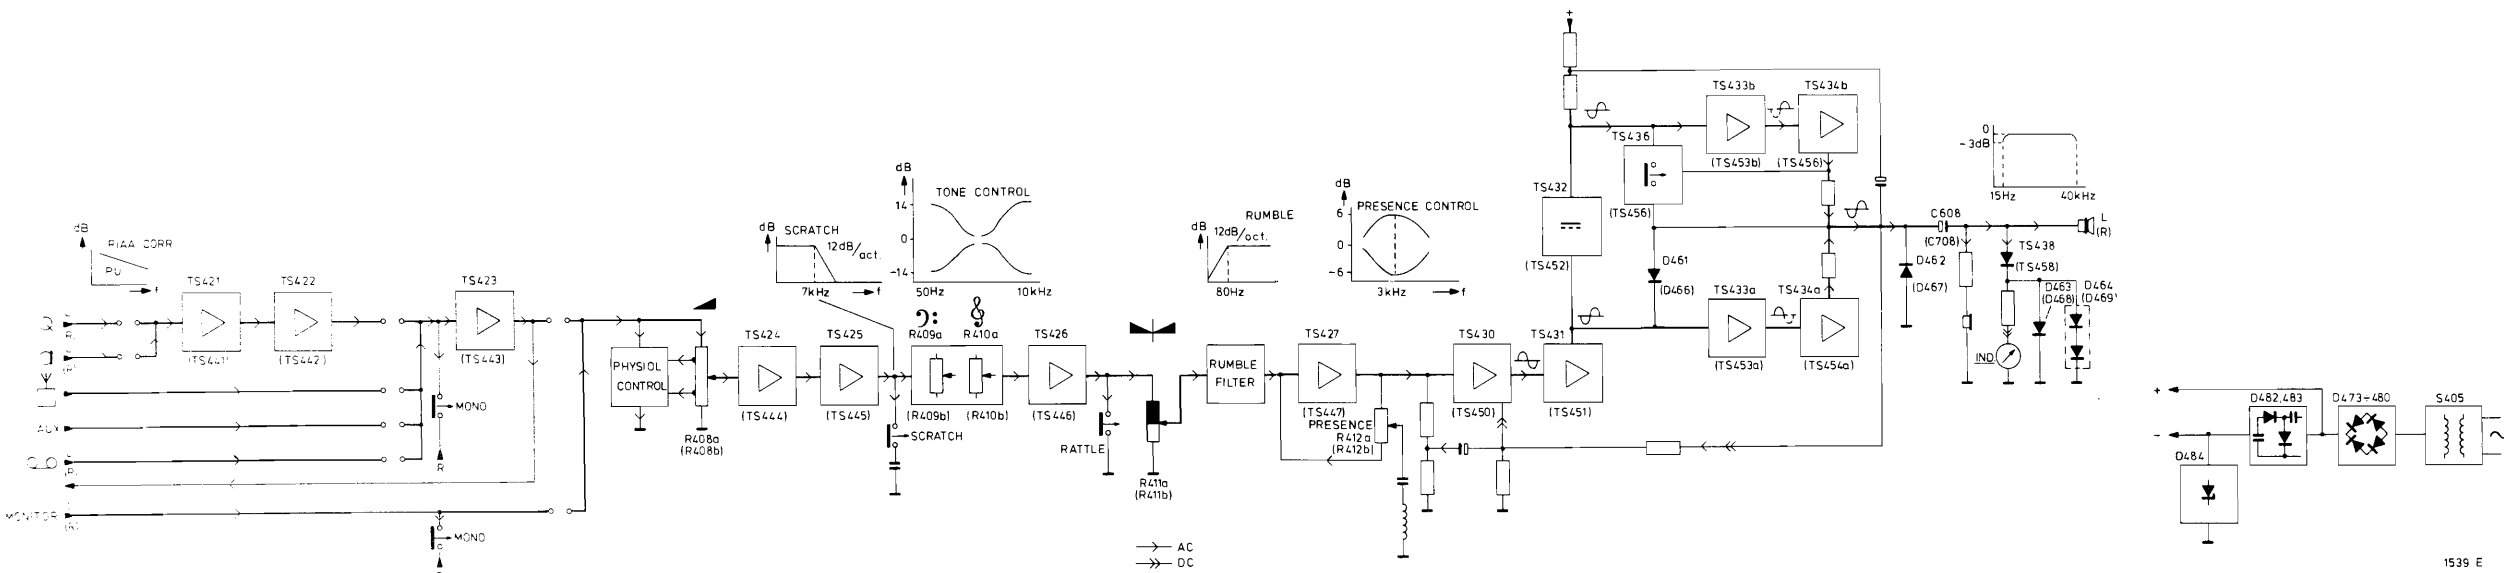 dB
RiAA CORR
PU
f
TS421
(TS441)
TS422
(TS442)
TS423
(TS443)
AUX
(R)
MONITOR
(R)
MONO
R
MONO
PHYSIOL
CONTROL
R408a
(R408b)
TS424
(TS444)
TS425
(TS445)
dB
SCRATCH
12dB/
oct.
7kHz
f
SCRATCH
dB
TONE CONTROL
14
0
-14
50Hz
10kHz
R409a
R410a
(R409b)
(R410b)
TS426
(TS446)
RATTLE
R411a
(R411b)
dB
RUMBLE
12dB/oct.
80Hz
RUMBLE
FILTER
TS427
(TS447)
PRESENCE
R412a
(R412b)
dB
PRESENCE CONTROL
6
0
-6
3kHz
f
TS430
(TS450)
TS431
(TS451)
TS432
(TS452)
+
TS436
(TS456)
D461
(D466)
TS433b
(TS453b)
TS434b
(TS456)
TS433a
(TS453a)
TS434a
(TS454a)
D462
(D467)
C608
(C708)
0
-3dB
15Hz
40kHz
L
(R)
TS438
(TS458)
IND.
D463
(D468)
D464
(D469)
+
-
D484
D482,483
D473÷480
S405
AC
DC
1539 E